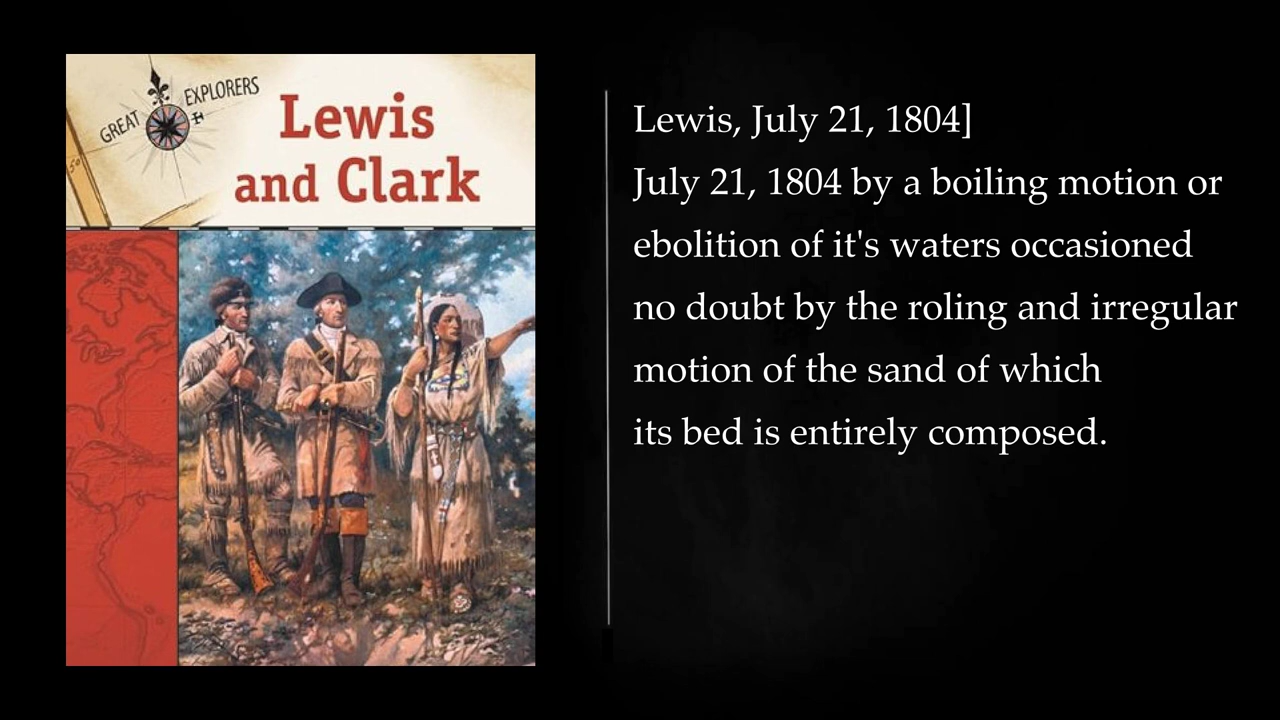 GREAT EXPLORERS
Lewis
and Clark
50
Lewis, July 21, 1804]
July 21, 1804 by a boiling motion or
ebolition of it's waters occasioned
no doubt by the roling and irregular
motion of the sand of which
its bed is entirely composed.